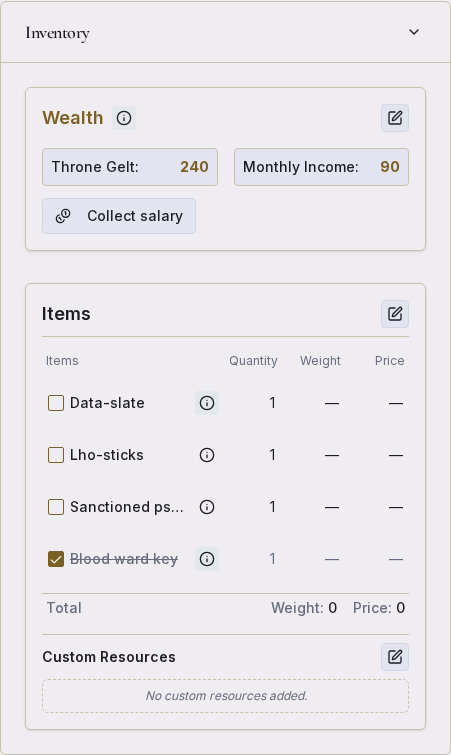 Inventory
Wealth
Throne Gelt: 240 Monthly Income: 90
Collect salary
Items
Items Quantity Weight Price
Data-slate 1 — —
Lho-sticks 1 — —
Sanctioned ps... 1 — —
Blood ward key 1 — —
Total Weight: 0 Price: 0
Custom Resources
No custom resources added.